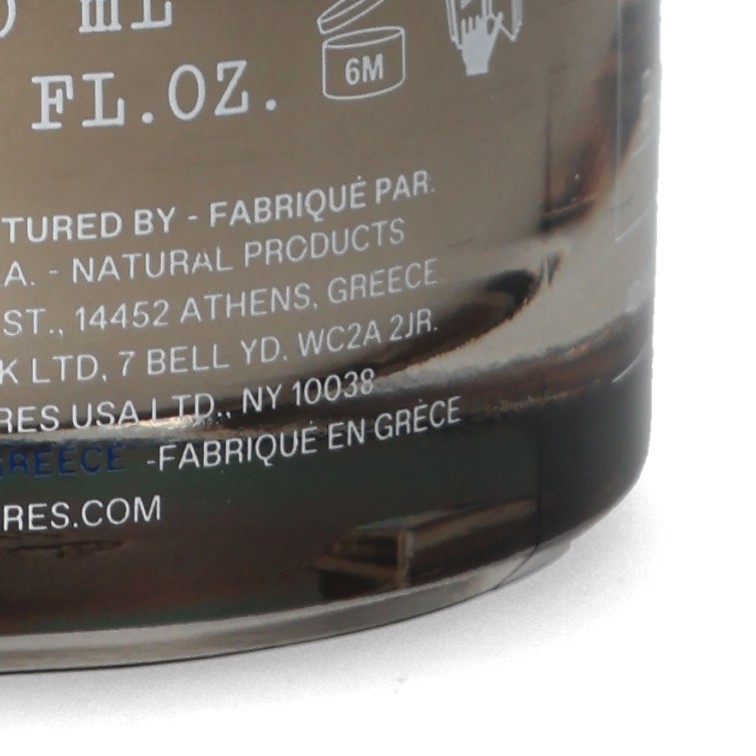 mL
FL.OZ.
6M
TURED BY - FABRIQUÉ PAR.
A. - NATURAL PRODUCTS
ST., 14452 ATHENS, GREECE
K LTD, 7 BELL YD. WC2A 2JR.
RES USA LTD., NY 10038
GREECE -FABRIQUÉ EN GRÈCE
RES.COM